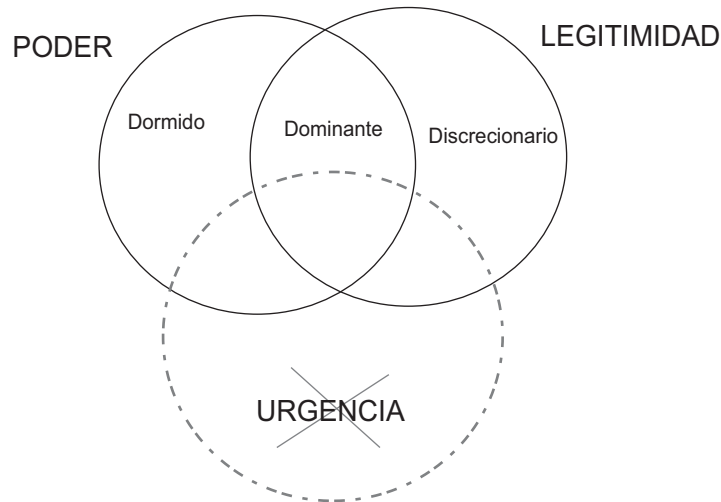 PODER
LEGITIMIDAD
Dormido
Dominante
Discrecionario
URGENCIA